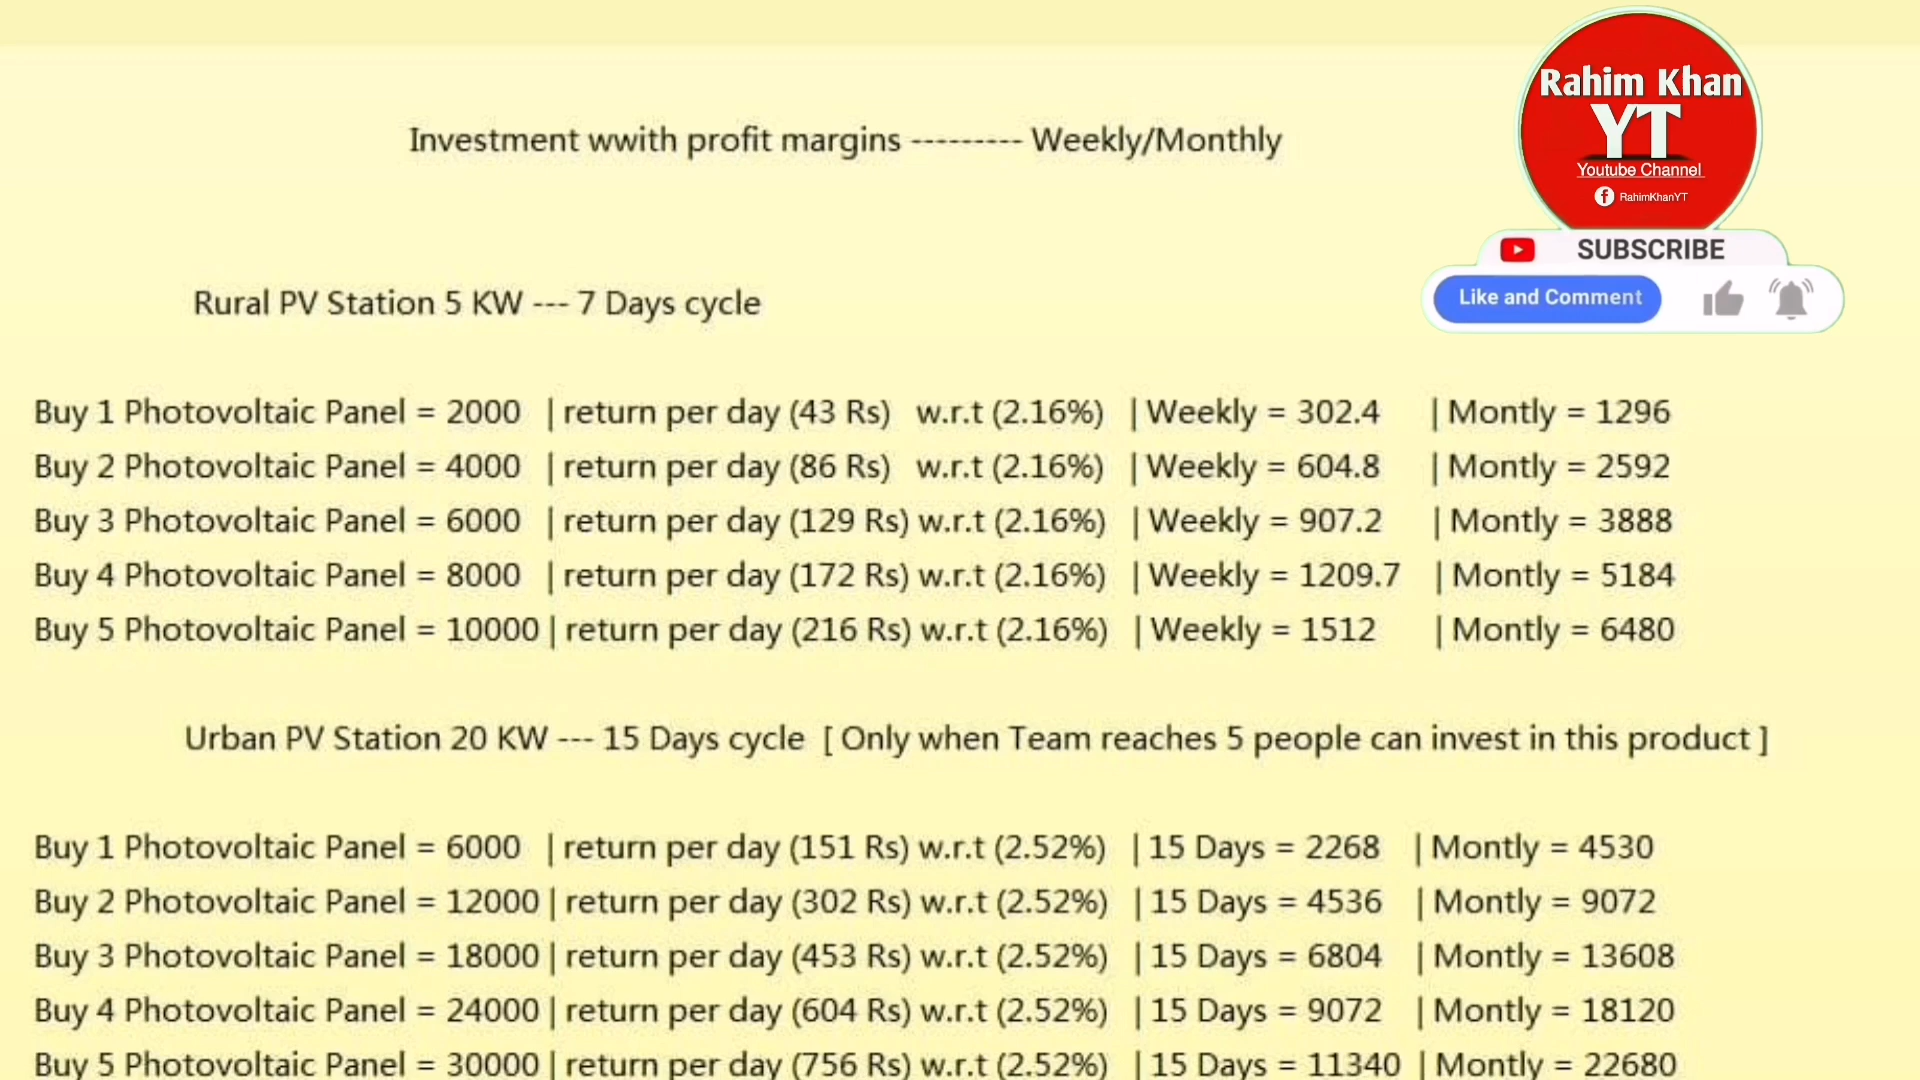 Rahim Khan
YT
Youtube Channel
RahimKhanYT
SUBSCRIBE
Like and Comment
Investment wwith profit margins --------- Weekly/Monthly
Rural PV Station 5 KW --- 7 Days cycle
Buy 1 Photovoltaic Panel = 2000 | return per day (43 Rs) w.r.t (2.16%) | Weekly = 302.4 | Montly = 1296
Buy 2 Photovoltaic Panel = 4000 | return per day (86 Rs) w.r.t (2.16%) | Weekly = 604.8 | Montly = 2592
Buy 3 Photovoltaic Panel = 6000 | return per day (129 Rs) w.r.t (2.16%) | Weekly = 907.2 | Montly = 3888
Buy 4 Photovoltaic Panel = 8000 | return per day (172 Rs) w.r.t (2.16%) | Weekly = 1209.7 | Montly = 5184
Buy 5 Photovoltaic Panel = 10000 | return per day (216 Rs) w.r.t (2.16%) | Weekly = 1512 | Montly = 6480
Urban PV Station 20 KW --- 15 Days cycle [ Only when Team reaches 5 people can invest in this product ]
Buy 1 Photovoltaic Panel = 6000 | return per day (151 Rs) w.r.t (2.52%) | 15 Days = 2268 | Montly = 4530
Buy 2 Photovoltaic Panel = 12000 | return per day (302 Rs) w.r.t (2.52%) | 15 Days = 4536 | Montly = 9072
Buy 3 Photovoltaic Panel = 18000 | return per day (453 Rs) w.r.t (2.52%) | 15 Days = 6804 | Montly = 13608
Buy 4 Photovoltaic Panel = 24000 | return per day (604 Rs) w.r.t (2.52%) | 15 Days = 9072 | Montly = 18120
Buy 5 Photovoltaic Panel = 30000 | return per day (756 Rs) w.r.t (2.52%) | 15 Days = 11340 | Montly = 22680